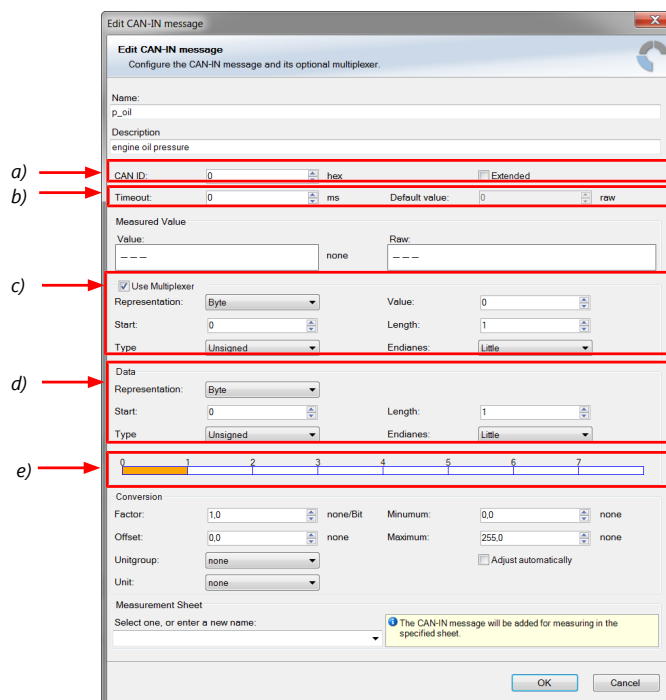 Edit CAN-IN message
Edit CAN-IN message
Configure the CAN-IN message and its optional multiplexer.
Name:
p_oil
Description
engine oil pressure
a) CAN ID: 0 hex Extended
b) Timeout: 0 ms Default value: 0 raw
Measured Value
Value: Raw:
– – – none – – –
c) Use Multiplexer
Representation: Byte Value: 0
Start: 0 Length: 1
Type Unsigned Endianes: Little
d) Data
Representation: Byte
Start: 0 Length: 1
Type Unsigned Endianes: Little
e) 0 1 2 3 4 5 6 7
Conversion
Factor: 1,0 none/Bit Minumum: 0,0 none
Offset: 0,0 none Maximum: 255,0 none
Unitgroup: none Adjust automatically
Unit: none
Measurement Sheet
Select one, or enter a new name:
The CAN-IN message will be added for measuring in the
specified sheet.
OK Cancel